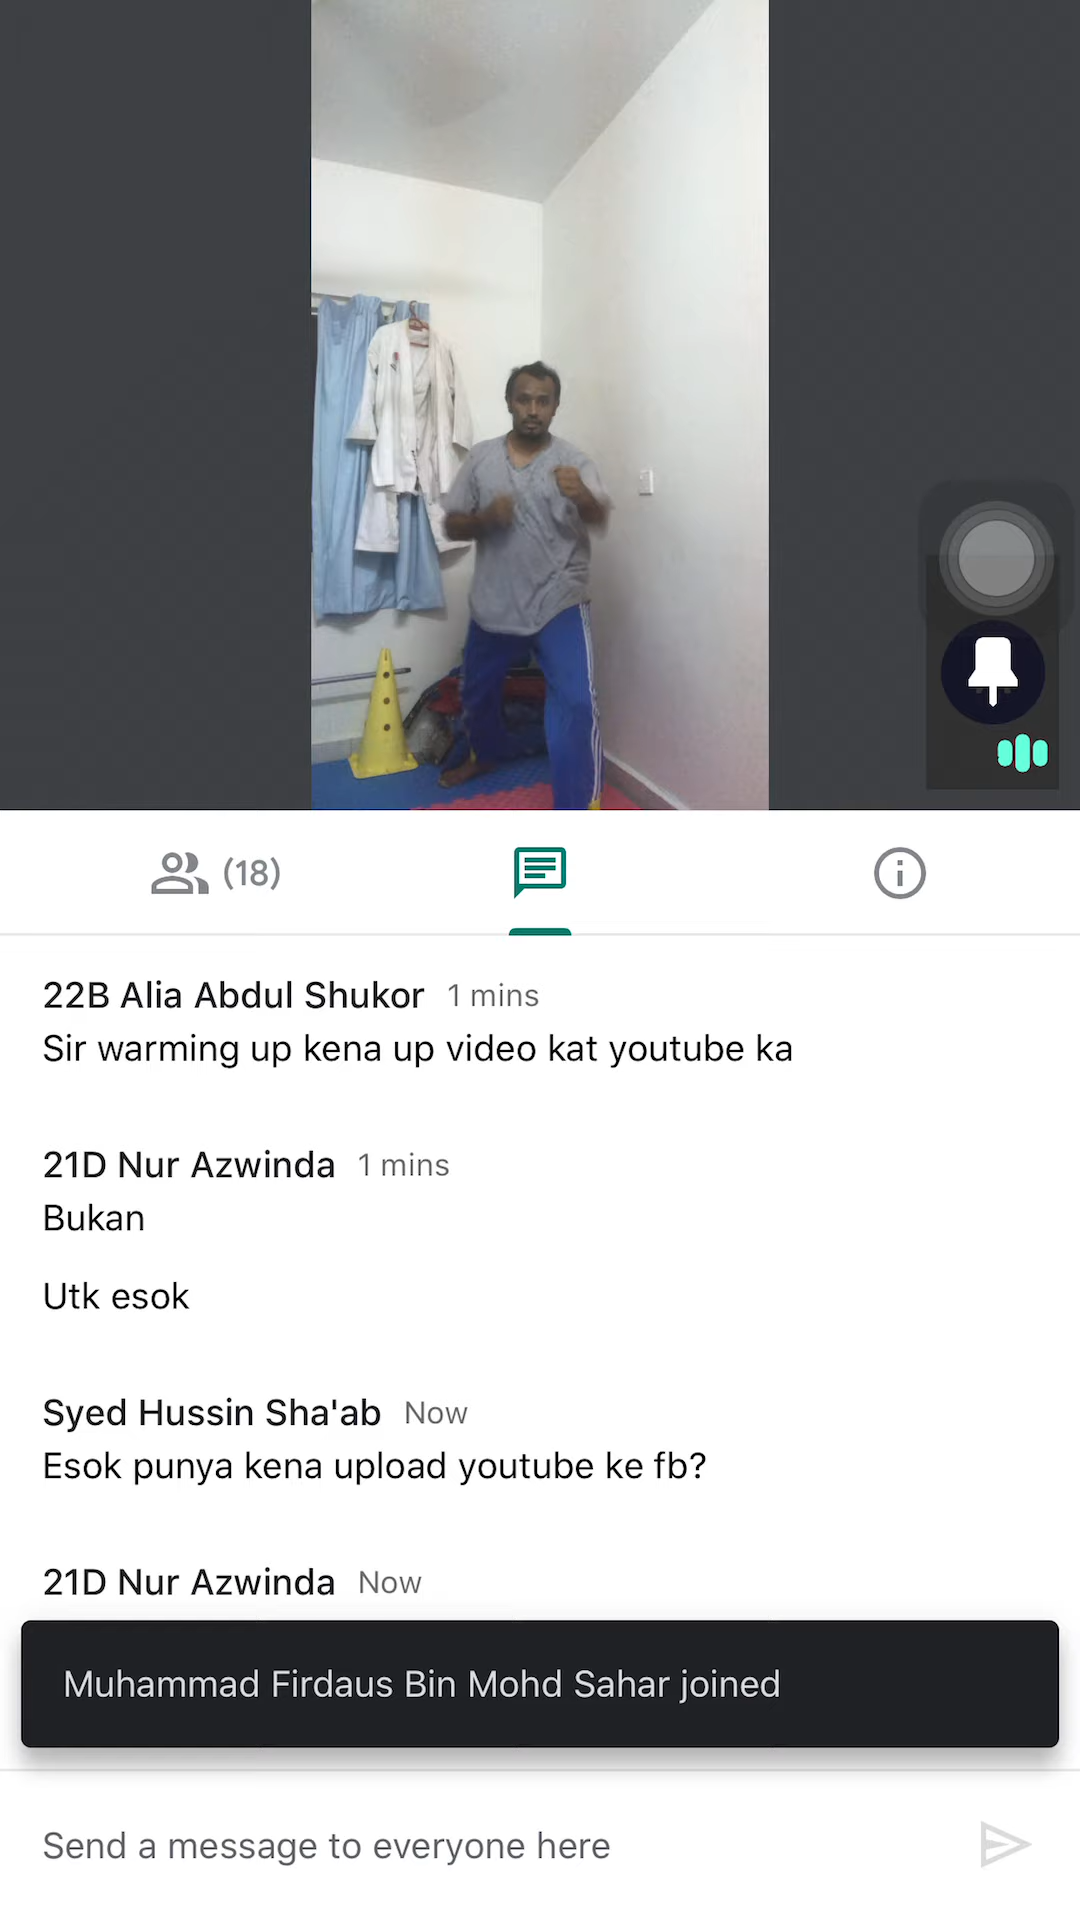 (18)
22B Alia Abdul Shukor 1 mins
Sir warming up kena up video kat youtube ka
21D Nur Azwinda 1 mins
Bukan
Utk esok
Syed Hussin Sha'ab Now
Esok punya kena upload youtube ke fb?
21D Nur Azwinda Now
Muhammad Firdaus Bin Mohd Sahar joined
Send a message to everyone here